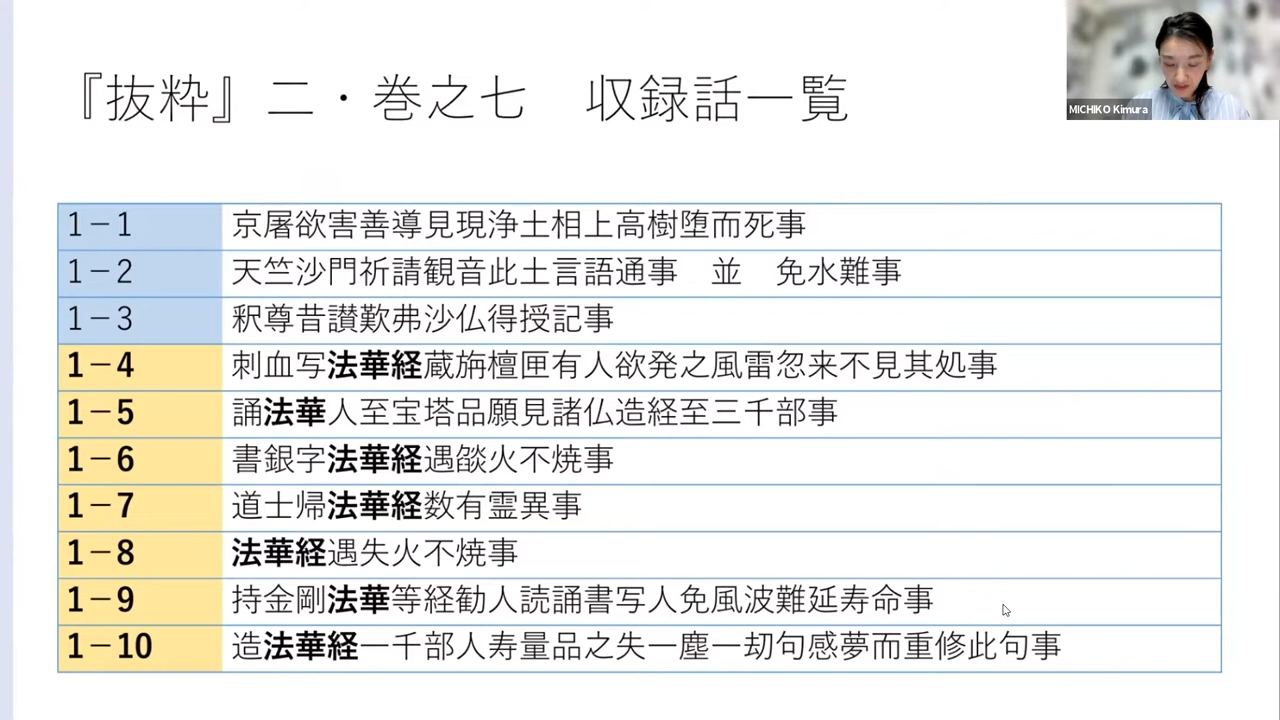 『抜粋』二・巻之七　収録話一覧
MICHIKO Kimura
1－1 京屠欲害善導見現浄土相上高樹堕而死事
1－2 天竺沙門祈請観音此土言語通事　並　免水難事
1－3 釈尊昔讃歎弗沙仏得授記事
1－4 刺血写法華経蔵旃檀匣有人欲発之風雷忽来不見其処事
1－5 誦法華人至宝塔品願見諸仏造経至三千部事
1－6 書銀字法華経遇燄火不焼事
1－7 道士帰法華経数有霊異事
1－8 法華経遇失火不焼事
1－9 持金剛法華等経勧人読誦書写人免風波難延寿命事
1－10 造法華経一千部人寿量品之失一塵一刧句感夢而重修此句事